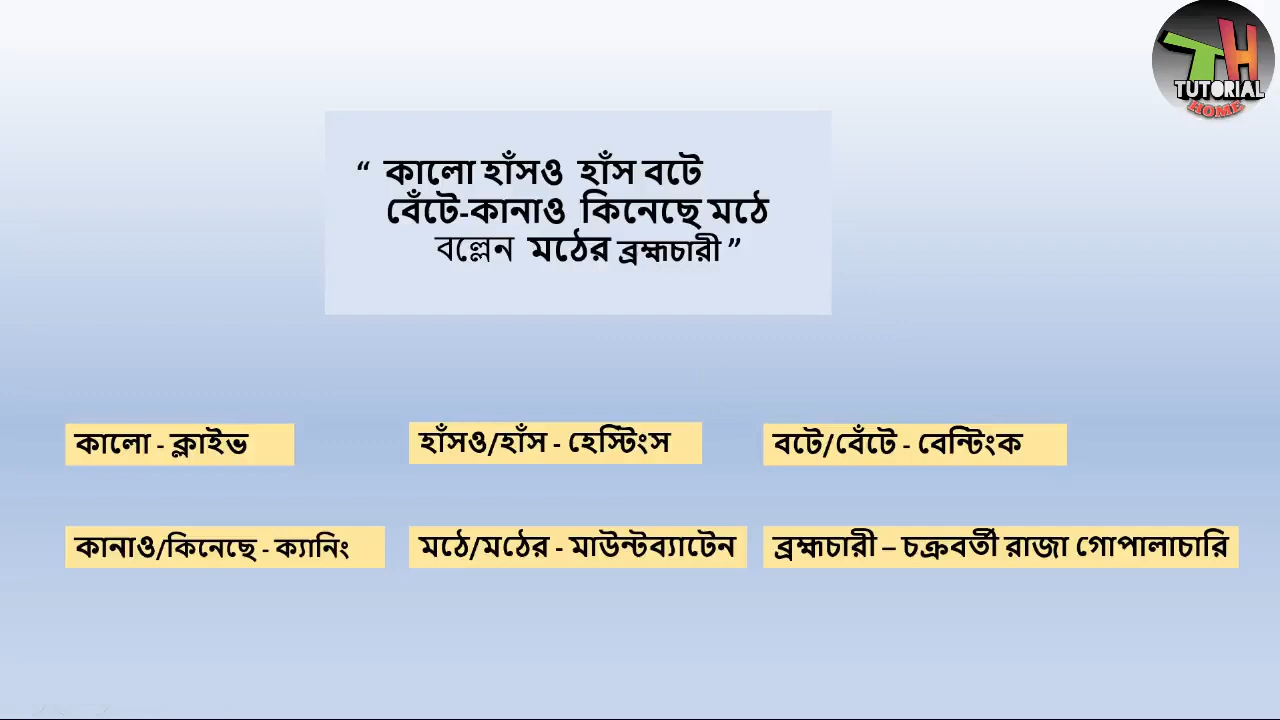 TH
TUTORIAL
HOME
“ কালো হাঁসও হাঁস বটে
বেঁটে-কানাও কিনেছে মঠে
বল্লেন মঠের ব্রহ্মচারী ”
কালো - ক্লাইভ
হাঁসও/হাঁস - হেস্টিংস
বটে/বেঁটে - বেন্টিংক
কানাও/কিনেছে - ক্যানিং
মঠে/মঠের - মাউন্টব্যাটেন
ব্রহ্মচারী – চক্রবর্তী রাজা গোপালাচারি